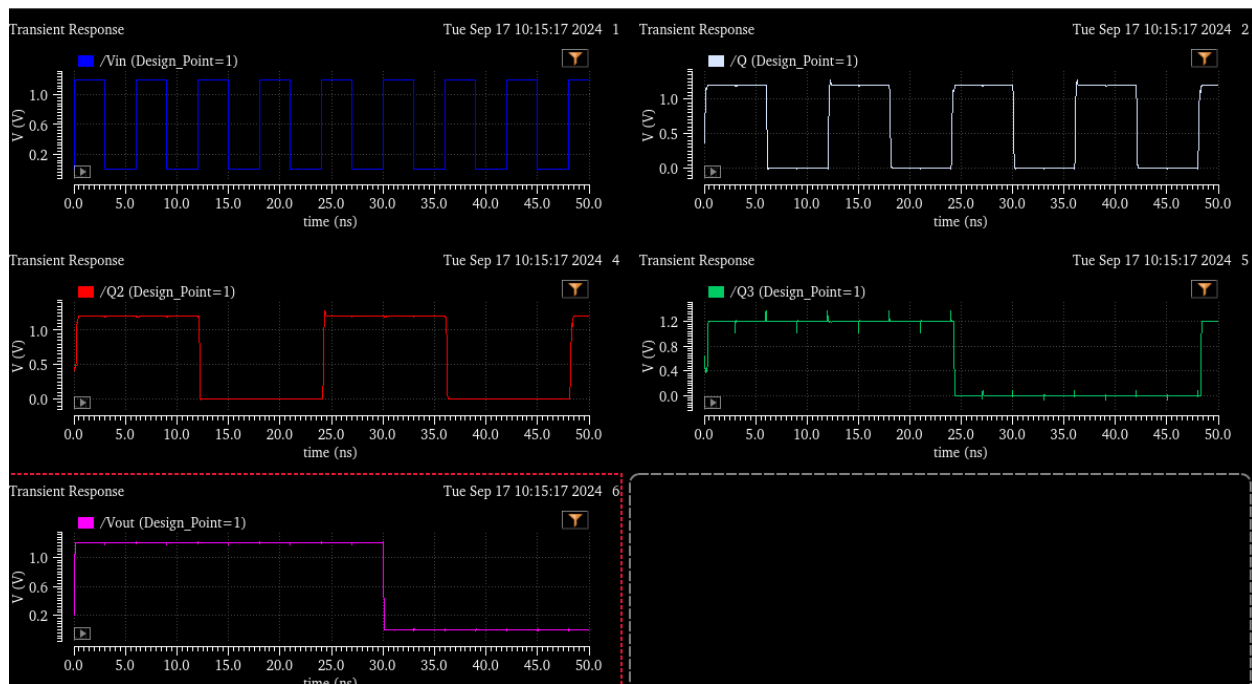 Transient Response Tue Sep 17 10:15:17 2024 1
/Vin (Design_Point=1)
V (V)
1.0
0.6
0.2
0.0 5.0 10.0 15.0 20.0 25.0 30.0 35.0 40.0 45.0 50.0
time (ns)
Transient Response Tue Sep 17 10:15:17 2024 2
/Q (Design_Point=1)
V (V)
1.0
0.5
0.0
0.0 5.0 10.0 15.0 20.0 25.0 30.0 35.0 40.0 45.0 50.0
time (ns)
Transient Response Tue Sep 17 10:15:17 2024 4
/Q2 (Design_Point=1)
V (V)
1.0
0.5
0.0
0.0 5.0 10.0 15.0 20.0 25.0 30.0 35.0 40.0 45.0 50.0
time (ns)
Transient Response Tue Sep 17 10:15:17 2024 5
/Q3 (Design_Point=1)
V (V)
1.2
0.8
0.4
0.0
0.0 5.0 10.0 15.0 20.0 25.0 30.0 35.0 40.0 45.0 50.0
time (ns)
Transient Response Tue Sep 17 10:15:17 2024 6
/Vout (Design_Point=1)
V (V)
1.0
0.6
0.2
0.0 5.0 10.0 15.0 20.0 25.0 30.0 35.0 40.0 45.0 50.0
time (ns)